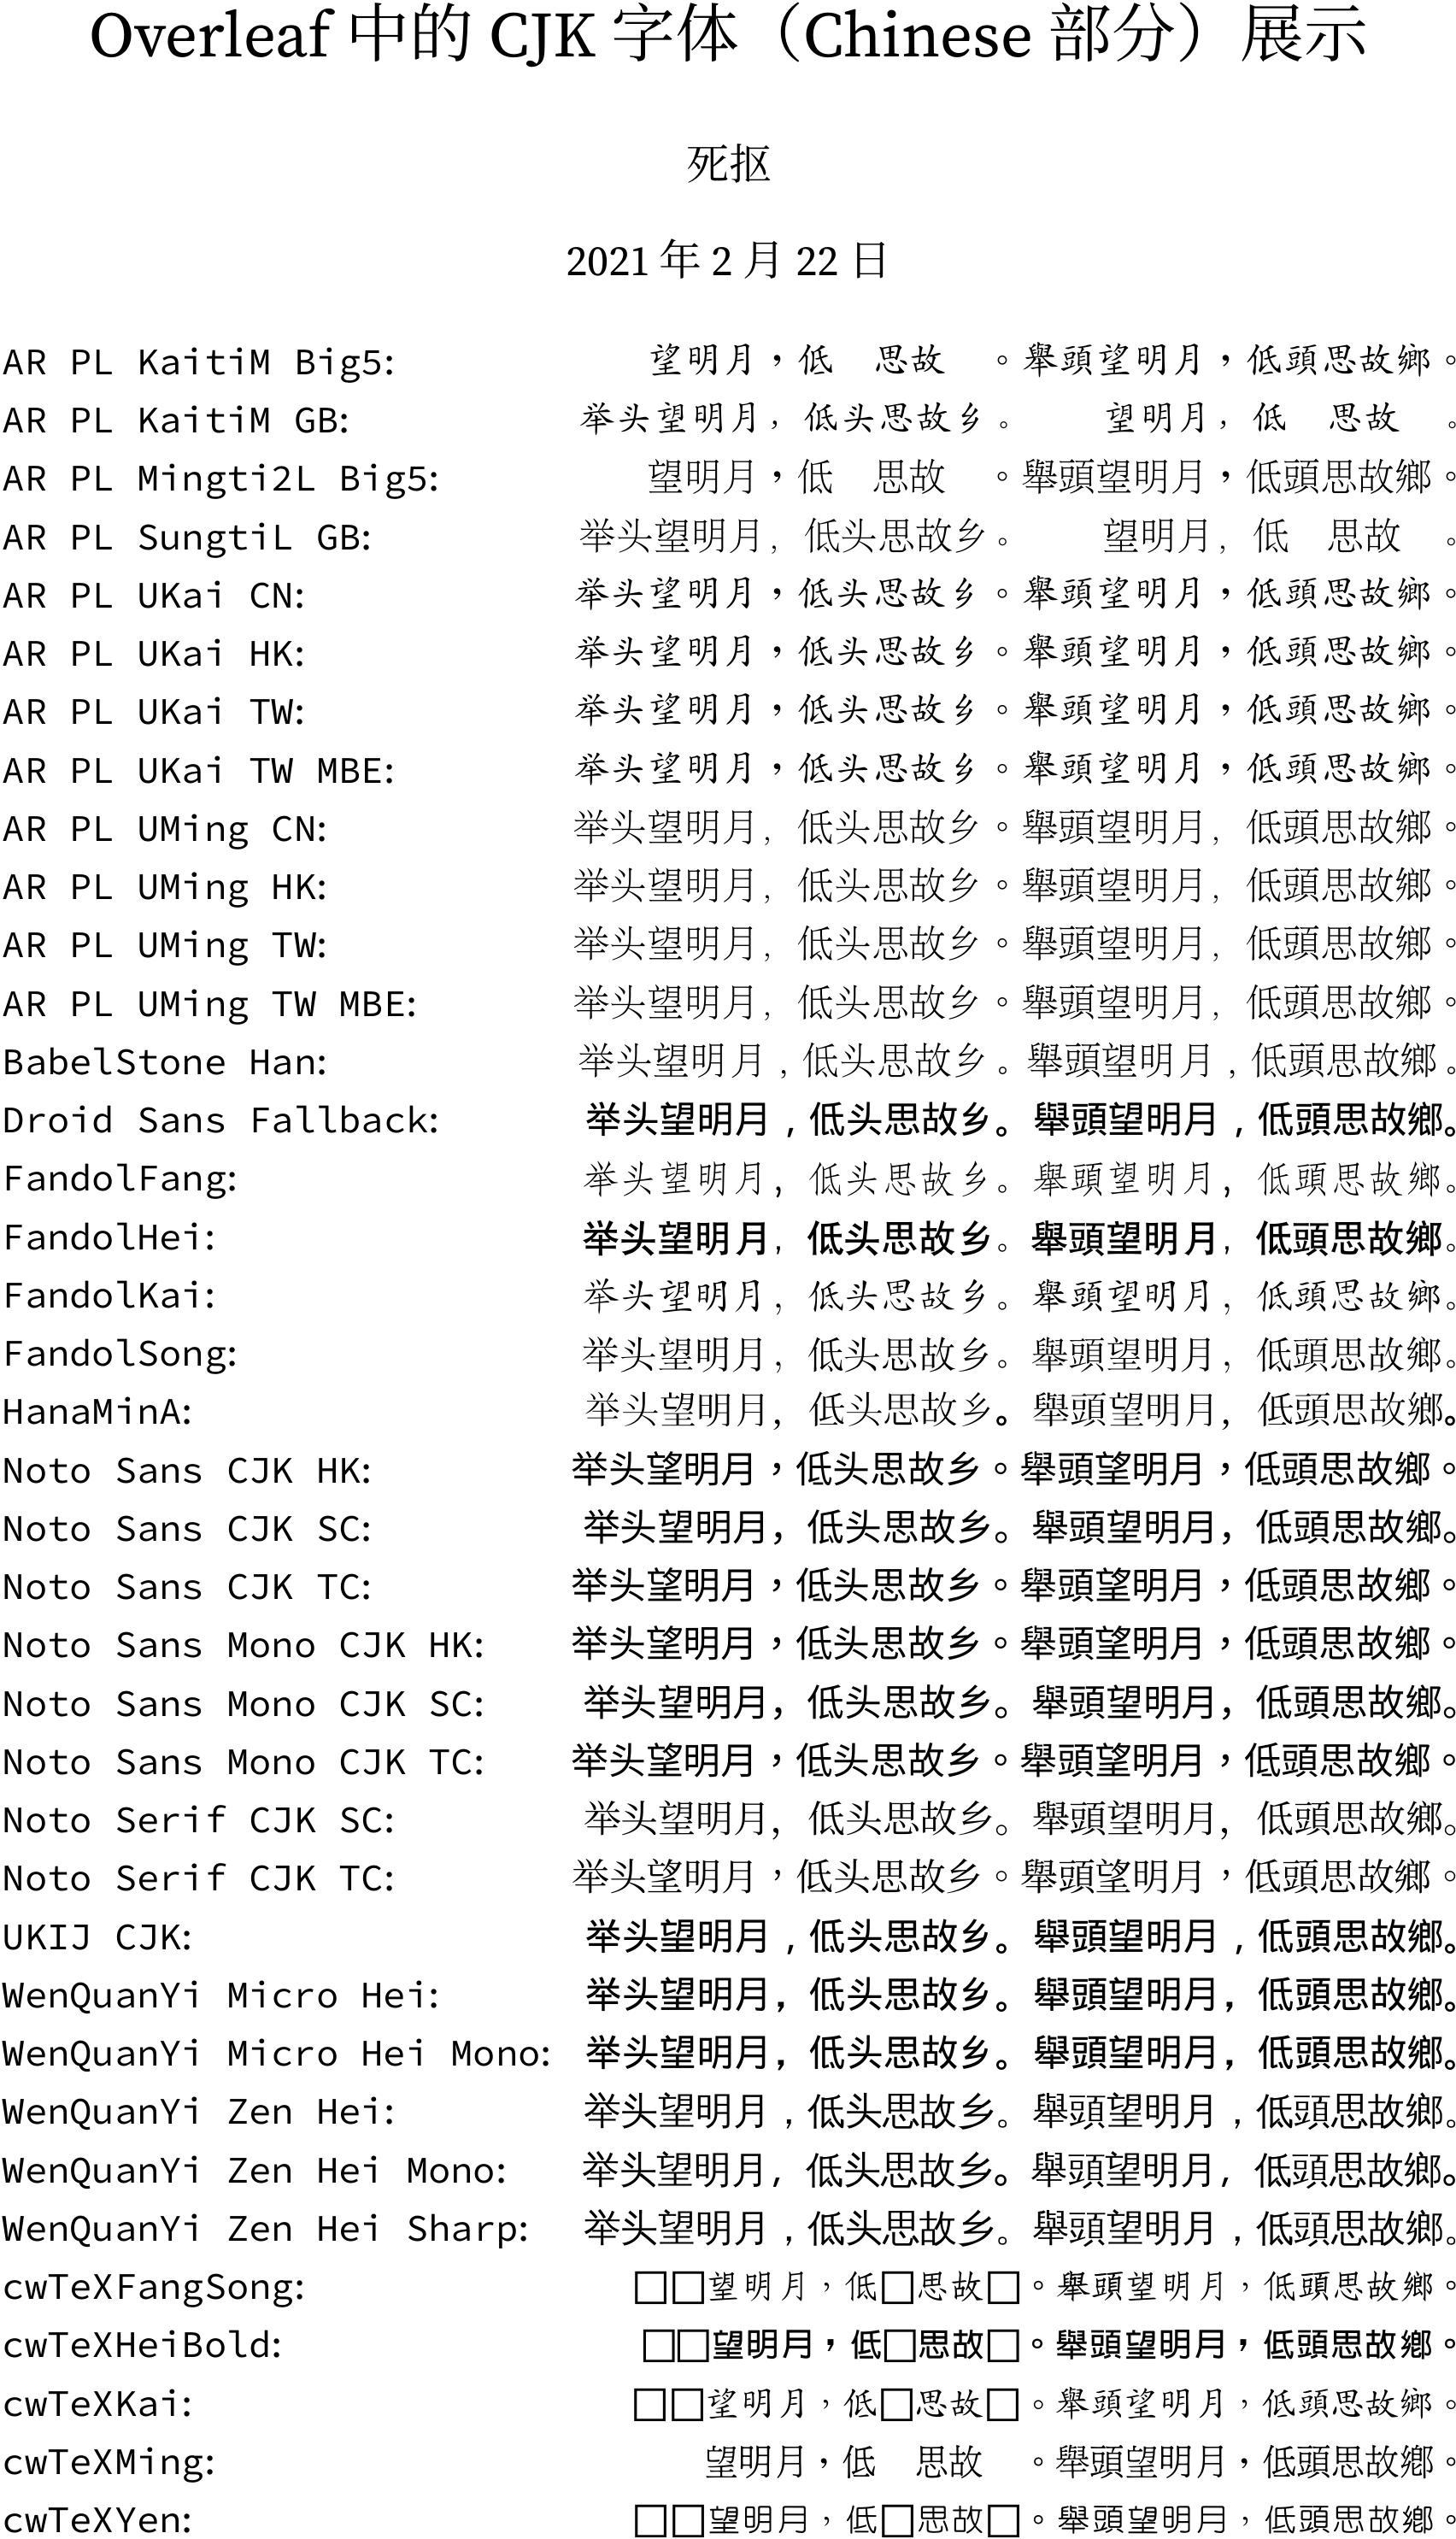 Overleaf 中的 CJK 字体（Chinese 部分）展示
死抠
2021 年 2 月 22 日
AR PL KaitiM Big5: 望明月，低　思故　。舉頭望明月，低頭思故鄉。
AR PL KaitiM GB: 举头望明月，低头思故乡。　　望明月，低　思故　。
AR PL Mingti2L Big5: 望明月，低　思故　。舉頭望明月，低頭思故鄉。
AR PL SungtiL GB: 举头望明月，低头思故乡。　　望明月，低　思故　。
AR PL UKai CN: 举头望明月，低头思故乡。舉頭望明月，低頭思故鄉。
AR PL UKai HK: 举头望明月，低头思故乡。舉頭望明月，低頭思故鄉。
AR PL UKai TW: 举头望明月，低头思故乡。舉頭望明月，低頭思故鄉。
AR PL UKai TW MBE: 举头望明月，低头思故乡。舉頭望明月，低頭思故鄉。
AR PL UMing CN: 举头望明月，低头思故乡。舉頭望明月，低頭思故鄉。
AR PL UMing HK: 举头望明月，低头思故乡。舉頭望明月，低頭思故鄉。
AR PL UMing TW: 举头望明月，低头思故乡。舉頭望明月，低頭思故鄉。
AR PL UMing TW MBE: 举头望明月，低头思故乡。舉頭望明月，低頭思故鄉。
BabelStone Han: 举头望明月，低头思故乡。舉頭望明月，低頭思故鄉。
Droid Sans Fallback: 举头望明月，低头思故乡。舉頭望明月，低頭思故鄉。
FandolFang: 举头望明月，低头思故乡。舉頭望明月，低頭思故鄉。
FandolHei: 举头望明月，低头思故乡。舉頭望明月，低頭思故鄉。
FandolKai: 举头望明月，低头思故乡。舉頭望明月，低頭思故鄉。
FandolSong: 举头望明月，低头思故乡。舉頭望明月，低頭思故鄉。
HanaMinA: 举头望明月，低头思故乡。舉頭望明月，低頭思故鄉。
Noto Sans CJK HK: 举头望明月，低头思故乡。舉頭望明月，低頭思故鄉。
Noto Sans CJK SC: 举头望明月，低头思故乡。舉頭望明月，低頭思故鄉。
Noto Sans CJK TC: 举头望明月，低头思故乡。舉頭望明月，低頭思故鄉。
Noto Sans Mono CJK HK: 举头望明月，低头思故乡。舉頭望明月，低頭思故鄉。
Noto Sans Mono CJK SC: 举头望明月，低头思故乡。舉頭望明月，低頭思故鄉。
Noto Sans Mono CJK TC: 举头望明月，低头思故乡。舉頭望明月，低頭思故鄉。
Noto Serif CJK SC: 举头望明月，低头思故乡。舉頭望明月，低頭思故鄉。
Noto Serif CJK TC: 举头望明月，低头思故乡。舉頭望明月，低頭思故鄉。
UKIJ CJK: 举头望明月，低头思故乡。舉頭望明月，低頭思故鄉。
WenQuanYi Micro Hei: 举头望明月，低头思故乡。舉頭望明月，低頭思故鄉。
WenQuanYi Micro Hei Mono: 举头望明月，低头思故乡。舉頭望明月，低頭思故鄉。
WenQuanYi Zen Hei: 举头望明月，低头思故乡。舉頭望明月，低頭思故鄉。
WenQuanYi Zen Hei Mono: 举头望明月，低头思故乡。舉頭望明月，低頭思故鄉。
WenQuanYi Zen Hei Sharp: 举头望明月，低头思故乡。舉頭望明月，低頭思故鄉。
cwTeXFangSong: □□望明月，低□思故□。舉頭望明月，低頭思故鄉。
cwTeXHeiBold: □□望明月，低□思故□。舉頭望明月，低頭思故鄉。
cwTeXKai: □□望明月，低□思故□。舉頭望明月，低頭思故鄉。
cwTeXMing: 望明月，低　思故　。舉頭望明月，低頭思故鄉。
cwTeXYen: □□望明月，低□思故□。舉頭望明月，低頭思故鄉。